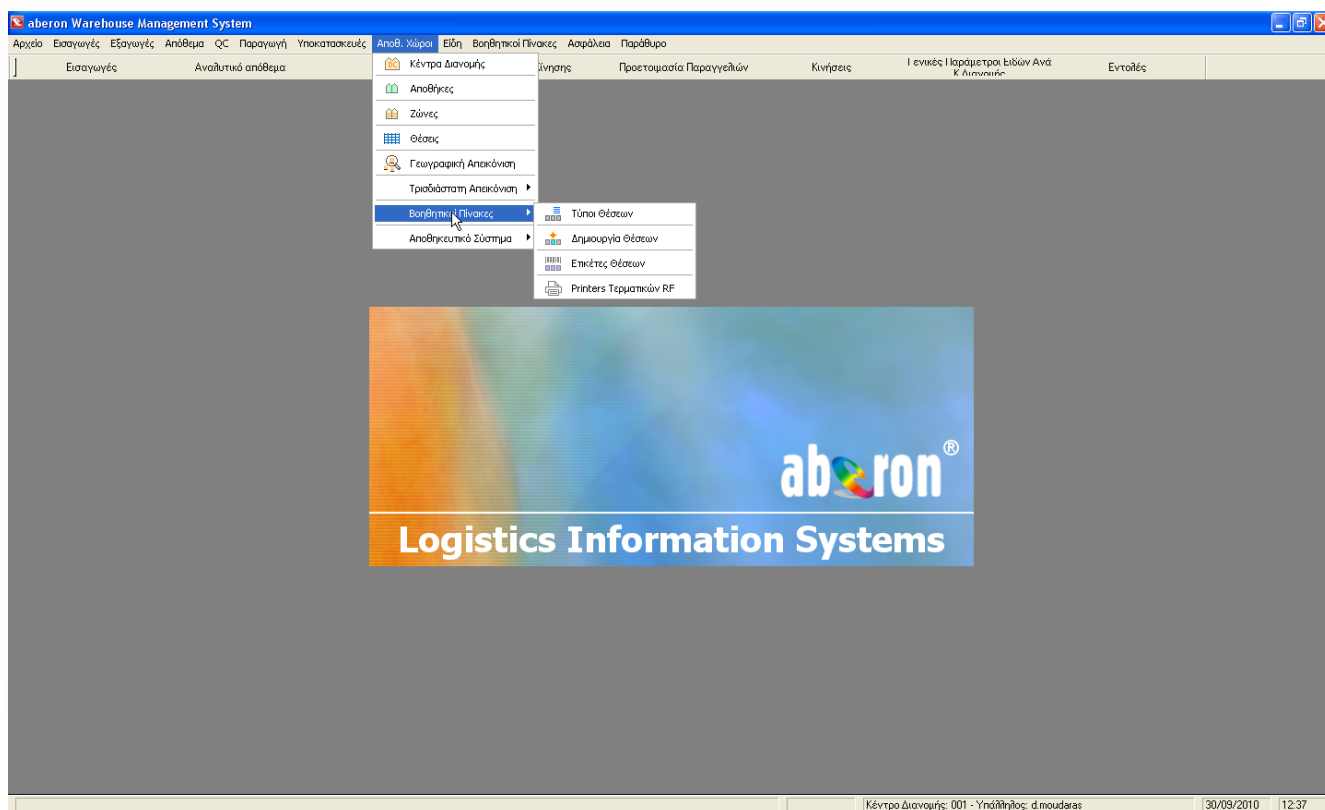 aberon Warehouse Management System
Αρχείο Εισαγωγές Εξαγωγές Απόθεμα QC Παραγωγή Υποκατασκευές Αποθ. Χώροι Είδη Βοηθητικοί Πίνακες Ασφάλεια Παράθυρο
Εισαγωγές Αναλυτικό απόθεμα Προετοιμασία Παραγγελιών Κινήσεις Γενικές Παράμετροι Ειδών Ανά Εντολές
Κ.Διανομής
Κέντρα Διανομής
Αποθήκες
Ζώνες
Θέσεις
Γεωγραφική Απεικόνιση
Τρισδιάστατη Απεικόνιση
Βοηθητικοί Πίνακες
Αποθηκευτικό Σύστημα
Τύποι Θέσεων
Δημιουργία Θέσεων
Επικέτες Θέσεων
Printers Τερματικών RF
aberon®
Logistics Information Systems
Κέντρο Διανομής: 001 - Υπάλληλος: d.moudaras 30/09/2010 12:37